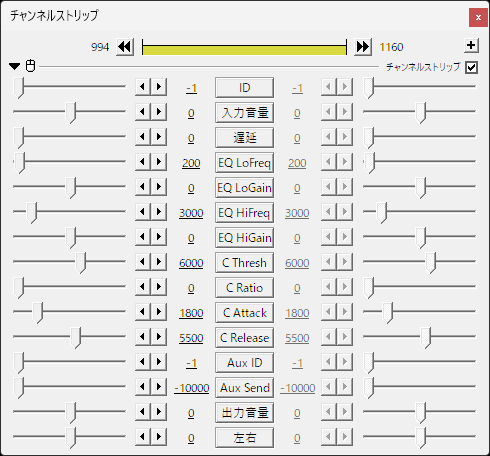 チャンネルストリップ
994 1160
チャンネルストリップ
-1 ID -1
0 入力音量 0
0 遅延 0
200 EQ LoFreq 200
0 EQ LoGain 0
3000 EQ HiFreq 3000
0 EQ HiGain 0
6000 C Thresh 6000
0 C Ratio 0
1800 C Attack 1800
5500 C Release 5500
-1 Aux ID -1
-10000 Aux Send -10000
0 出力音量 0
0 左右 0